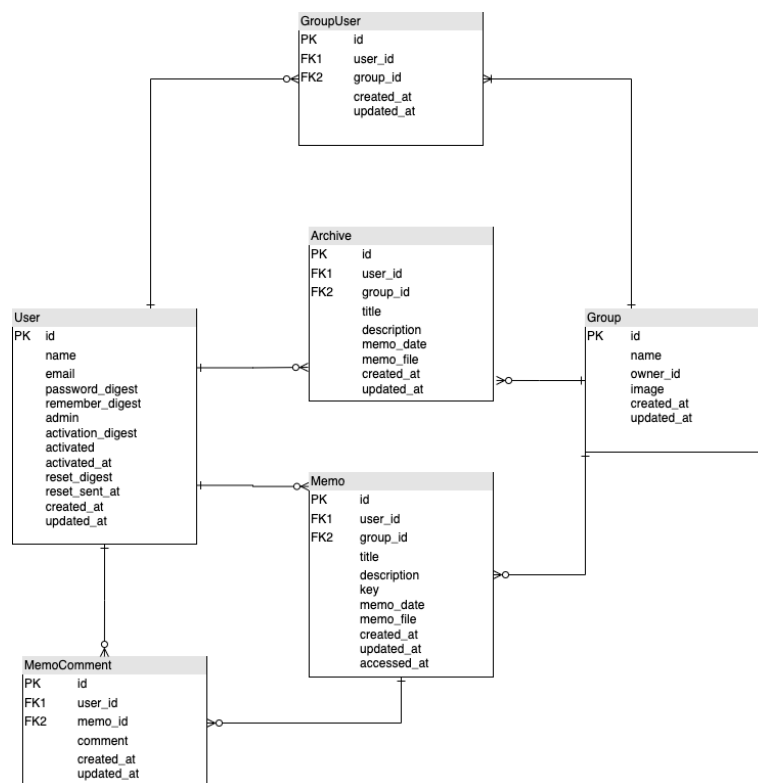 GroupUser
PK id
FK1 user_id
FK2 group_id
created_at
updated_at
Archive
PK id
FK1 user_id
FK2 group_id
title
description
memo_date
memo_file
created_at
updated_at
User
PK id
name
email
password_digest
remember_digest
admin
activation_digest
activated
activated_at
reset_digest
reset_sent_at
created_at
updated_at
Group
PK id
name
owner_id
image
created_at
updated_at
Memo
PK id
FK1 user_id
FK2 group_id
title
description
key
memo_date
memo_file
created_at
updated_at
accessed_at
MemoComment
PK id
FK1 user_id
FK2 memo_id
comment
created_at
updated_at